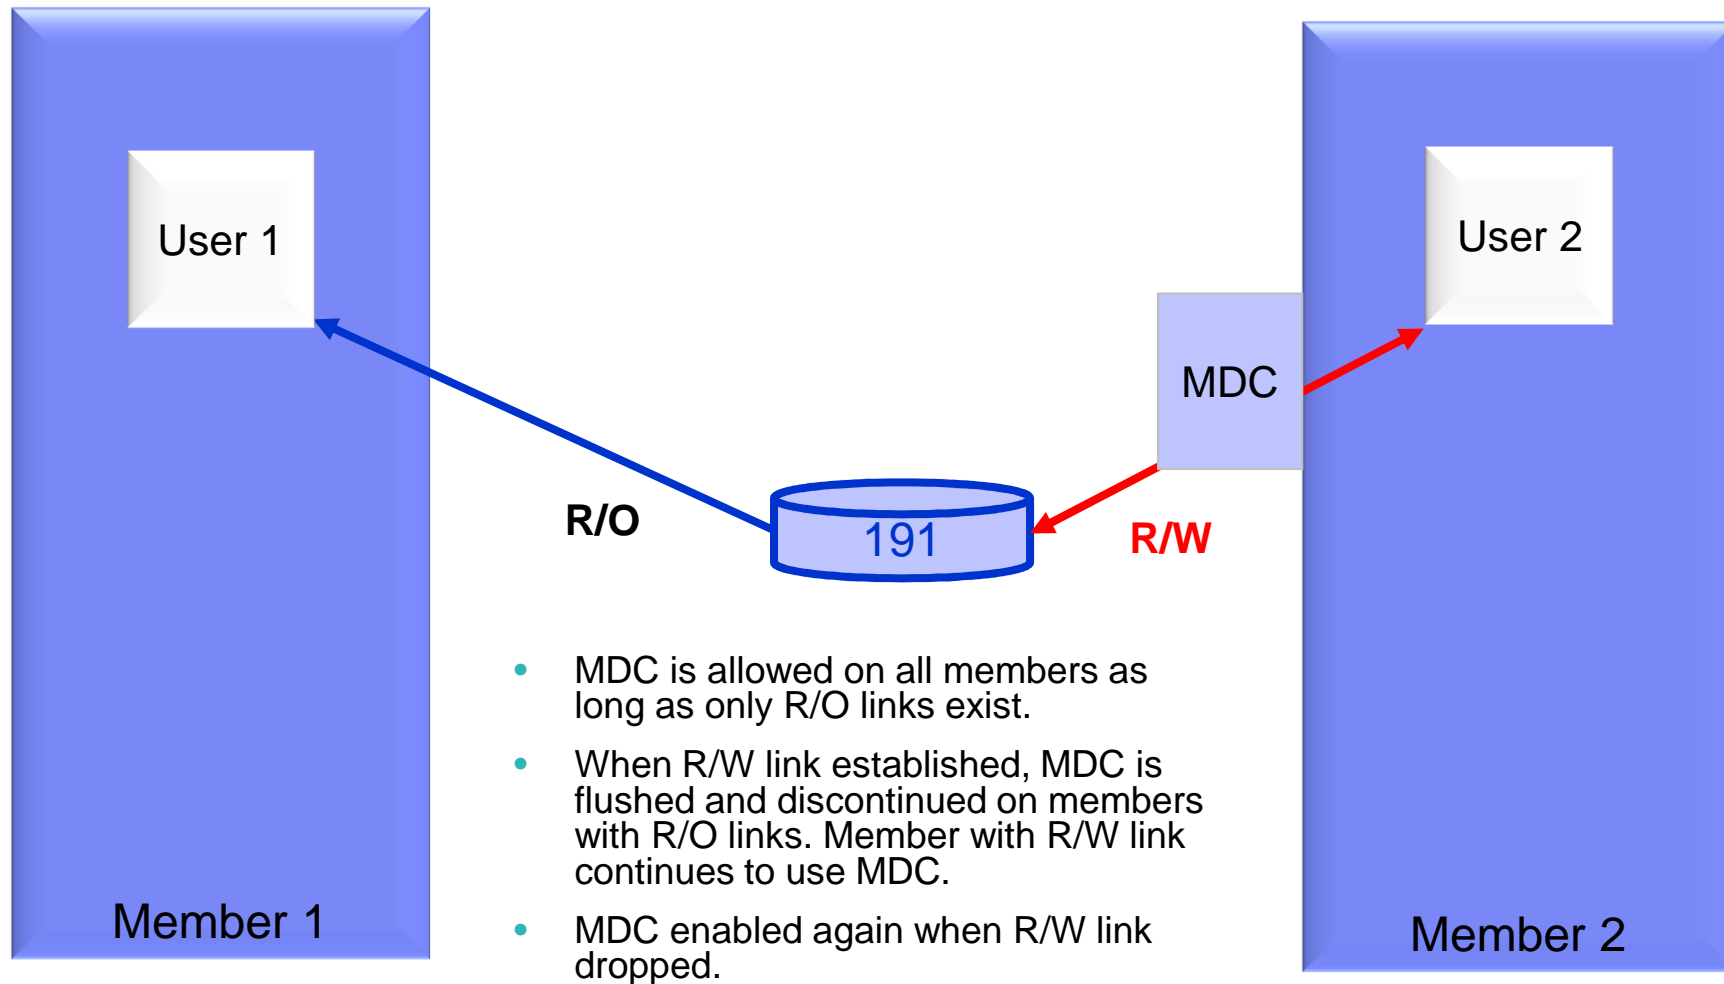 User 1
User 2
MDC
R/O
191
R/W
• MDC is allowed on all members as
long as only R/O links exist.
• When R/W link established, MDC is
flushed and discontinued on members
with R/O links. Member with R/W link
continues to use MDC.
• MDC enabled again when R/W link
dropped.
Member 1
Member 2